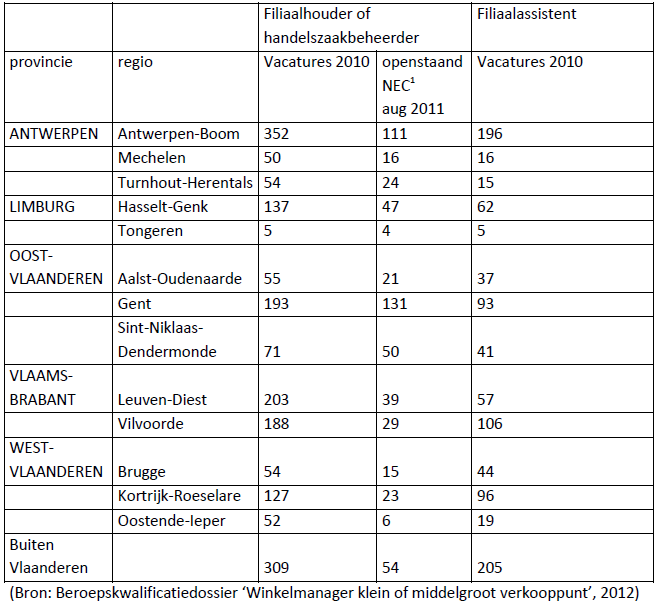 Filiaalhouder of handelszaakbeheerder Filiaalassistent
provincie regio Vacatures 2010 openstaand NEC¹ aug 2011 Vacatures 2010
ANTWERPEN Antwerpen-Boom 352 111 196
Mechelen 50 16 16
Turnhout-Herentals 54 24 15
LIMBURG Hasselt-Genk 137 47 62
Tongeren 5 4 5
OOST-
VLAANDEREN Aalst-Oudenaarde 55 21 37
Gent 193 131 93
Sint-Niklaas-
Dendermonde 71 50 41
VLAAMS-
BRABANT Leuven-Diest 203 39 57
Vilvoorde 188 29 106
WEST-
VLAANDEREN Brugge 54 15 44
Kortrijk-Roeselare 127 23 96
Oostende-Ieper 52 6 19
Buiten
Vlaanderen 309 54 205
(Bron: Beroepskwalificatiedossier ‘Winkelmanager klein of middelgroot verkooppunt’, 2012)